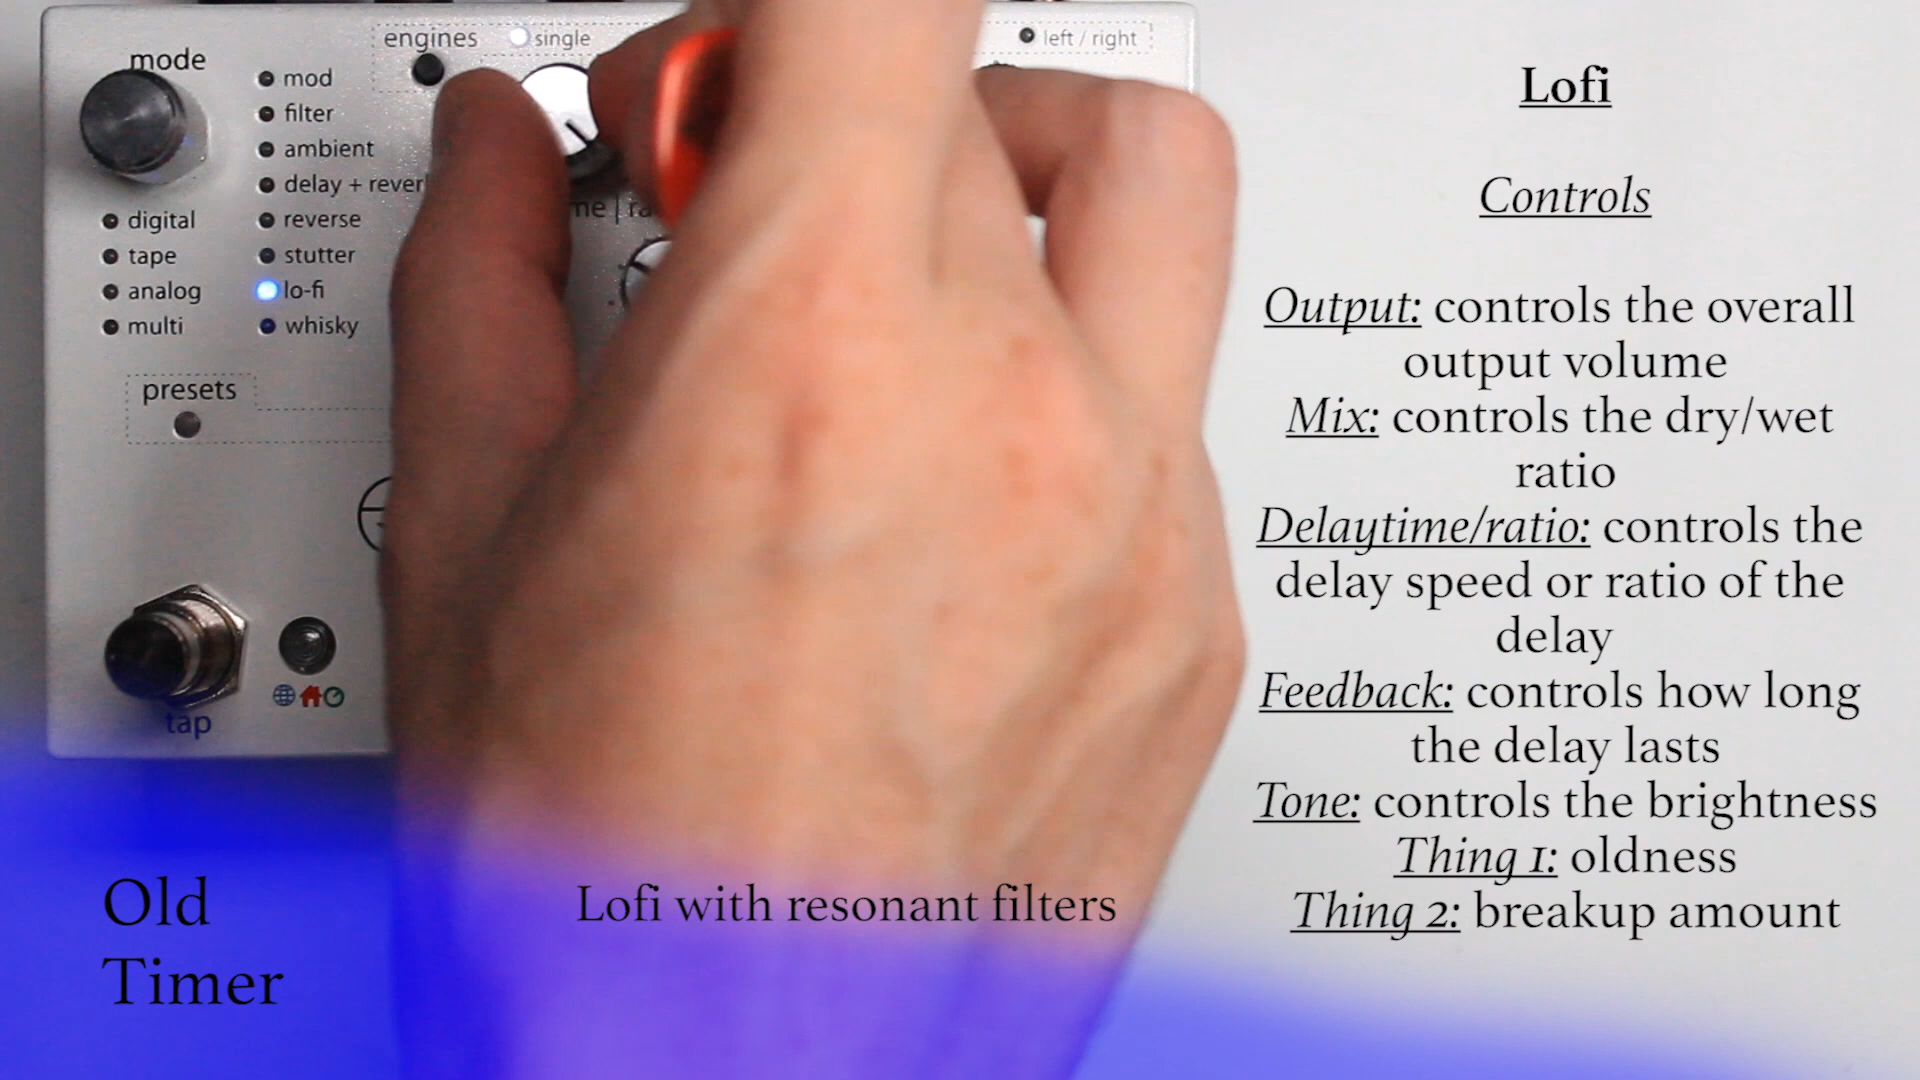 engines
single
left / right
mode
mod
filter
ambient
reverse
stutter
lo-fi
whisky
digital
tape
analog
multi
presets
tap
Lofi
Controls
Output: controls the overall
output volume
Mix: controls the dry/wet
ratio
Delaytime/ratio: controls the
delay speed or ratio of the
delay
Feedback: controls how long
the delay lasts
Tone: controls the brightness
Thing 1: oldness
Thing 2: breakup amount
Old
Timer
Lofi with resonant filters